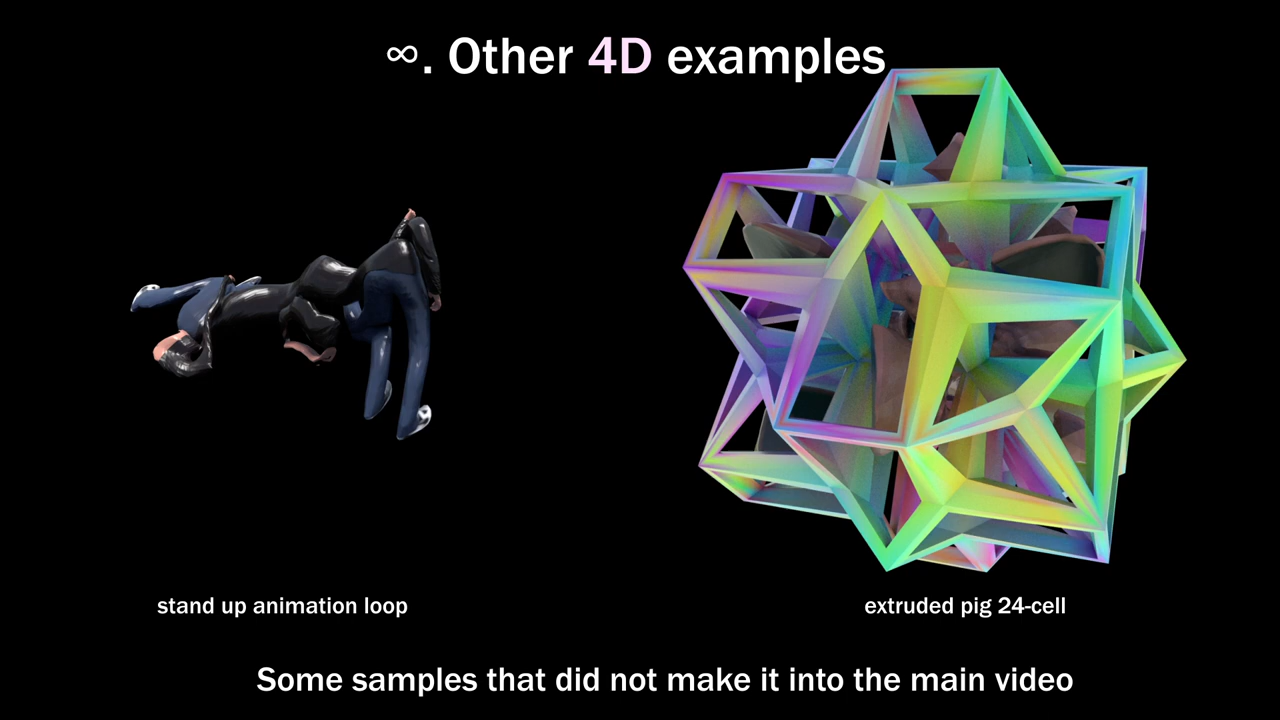 ∞. Other 4D examples
stand up animation loop
extruded pig 24-cell
Some samples that did not make it into the main video